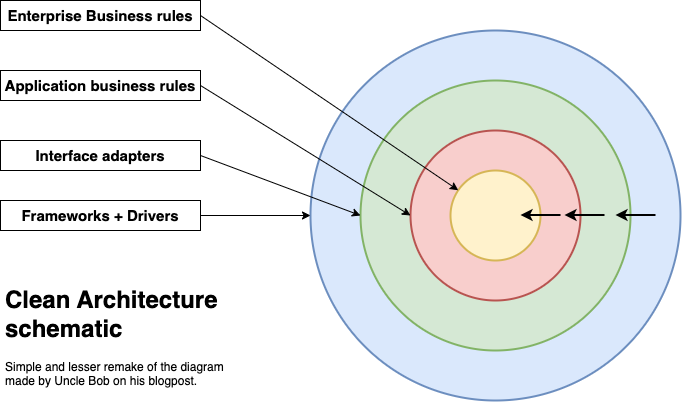 Enterprise Business rules
Application business rules
Interface adapters
Frameworks + Drivers
Clean Architecture
schematic
Simple and lesser remake of the diagram
made by Uncle Bob on his blogpost.